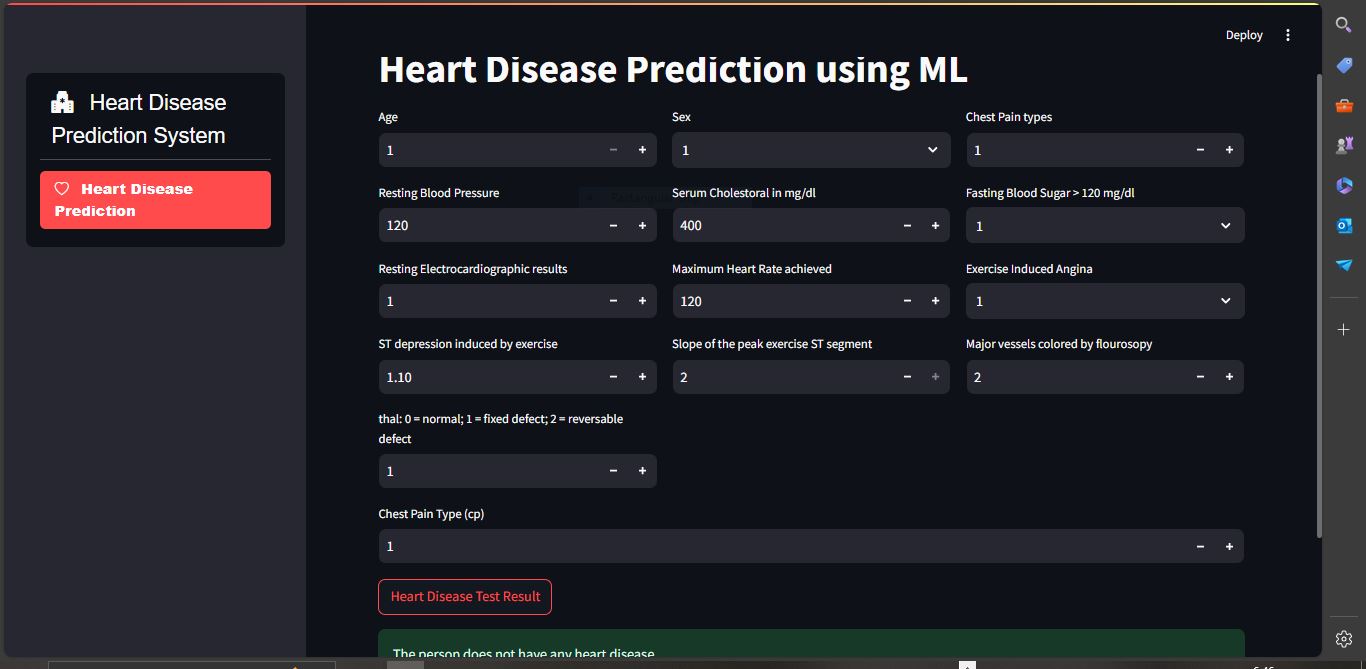 Deploy
Heart Disease
Prediction System
Heart Disease
Prediction
Heart Disease Prediction using ML
Age
Sex
Chest Pain types
1
1
1
Resting Blood Pressure
Serum Cholestoral in mg/dl
Fasting Blood Sugar > 120 mg/dl
120
400
1
Resting Electrocardiographic results
Maximum Heart Rate achieved
Exercise Induced Angina
1
120
1
ST depression induced by exercise
Slope of the peak exercise ST segment
Major vessels colored by flourosopy
1.10
2
2
thal: 0 = normal; 1 = fixed defect; 2 = reversable
defect
1
Chest Pain Type (cp)
1
Heart Disease Test Result
The person does not have any heart disease